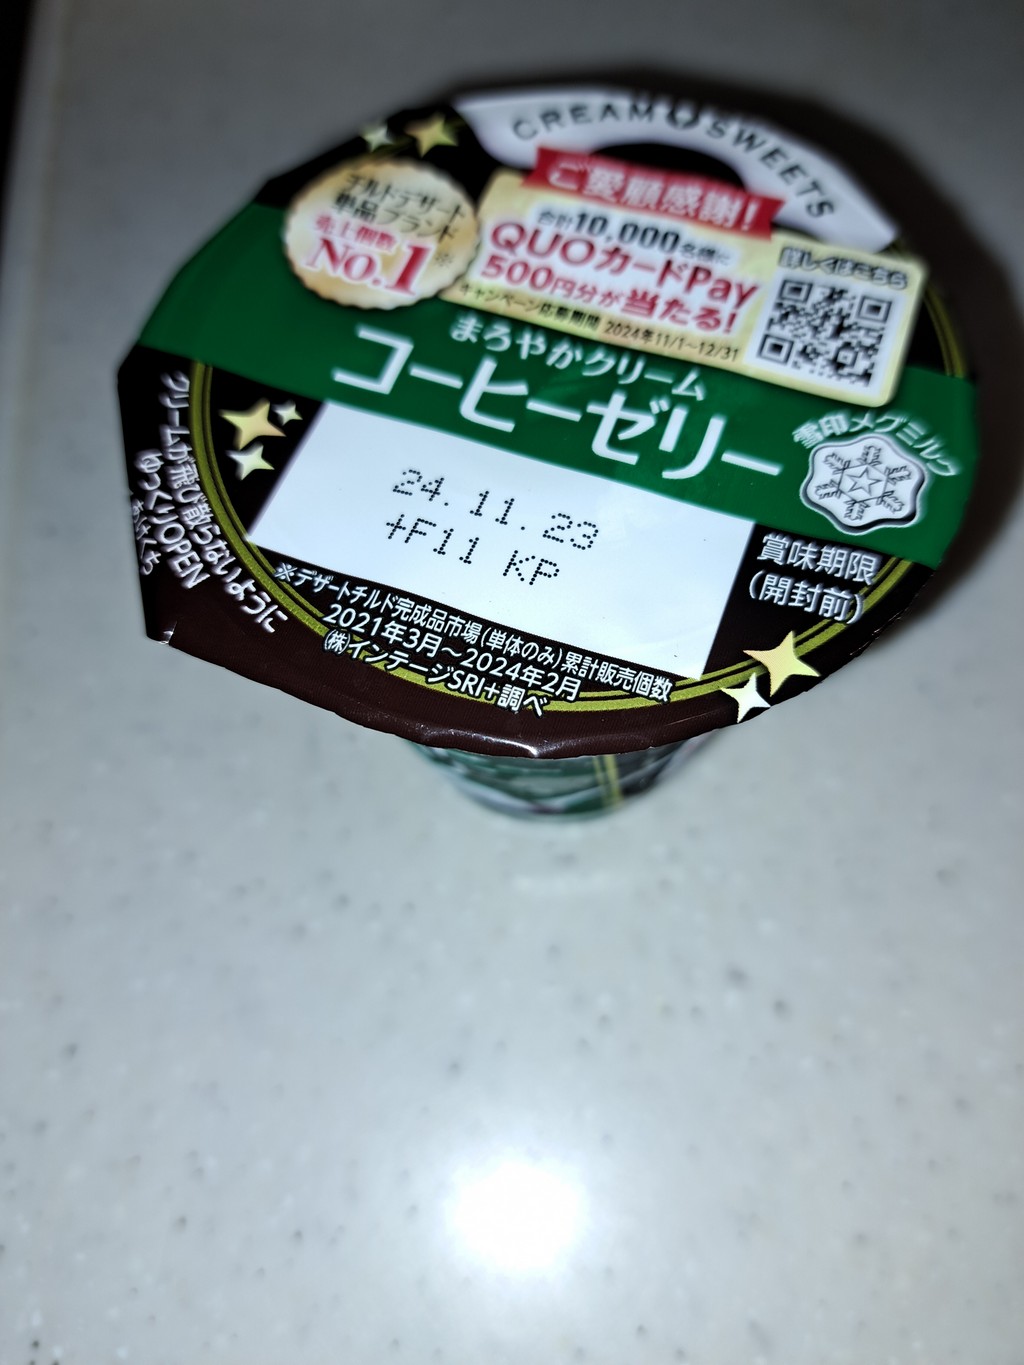 CREAM SWEETS
ご愛顧感謝!
チルドデザート
単品ブランド
売上個数
No.1※
合計10,000名様に
QUOカードPay
500円分が当たる!
キャンペーン応募期間 2024年11/1~12/31
詳しくはこちら
まろやかクリーム
コーヒーゼリー
雪印メグミルク
24.11.23
+F11 KP
賞味期限
(開封前)
※デザートチルド完成品市場(単体のみ)累計販売個数
2021年3月~2024年2月
(株)インテージSRI+調べ
クリームが飛び散らないように
ゆっくりOPEN